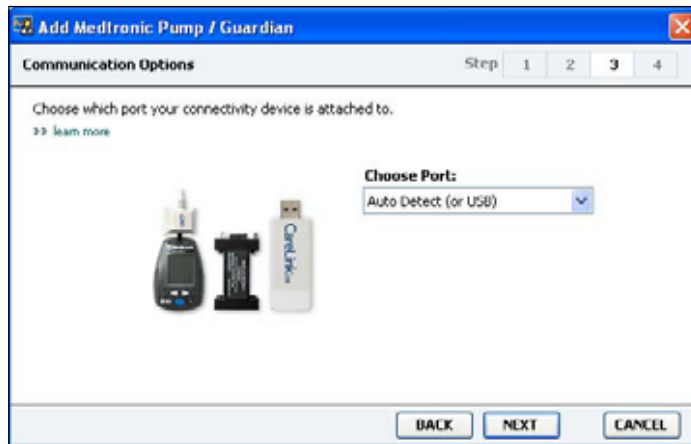 Add Medtronic Pump / Guardian
Communication Options
Step 1 2 3 4
Choose which port your connectivity device is attached to.
>> learn more
Choose Port:
Auto Detect (or USB)
CareLink
BACK NEXT CANCEL